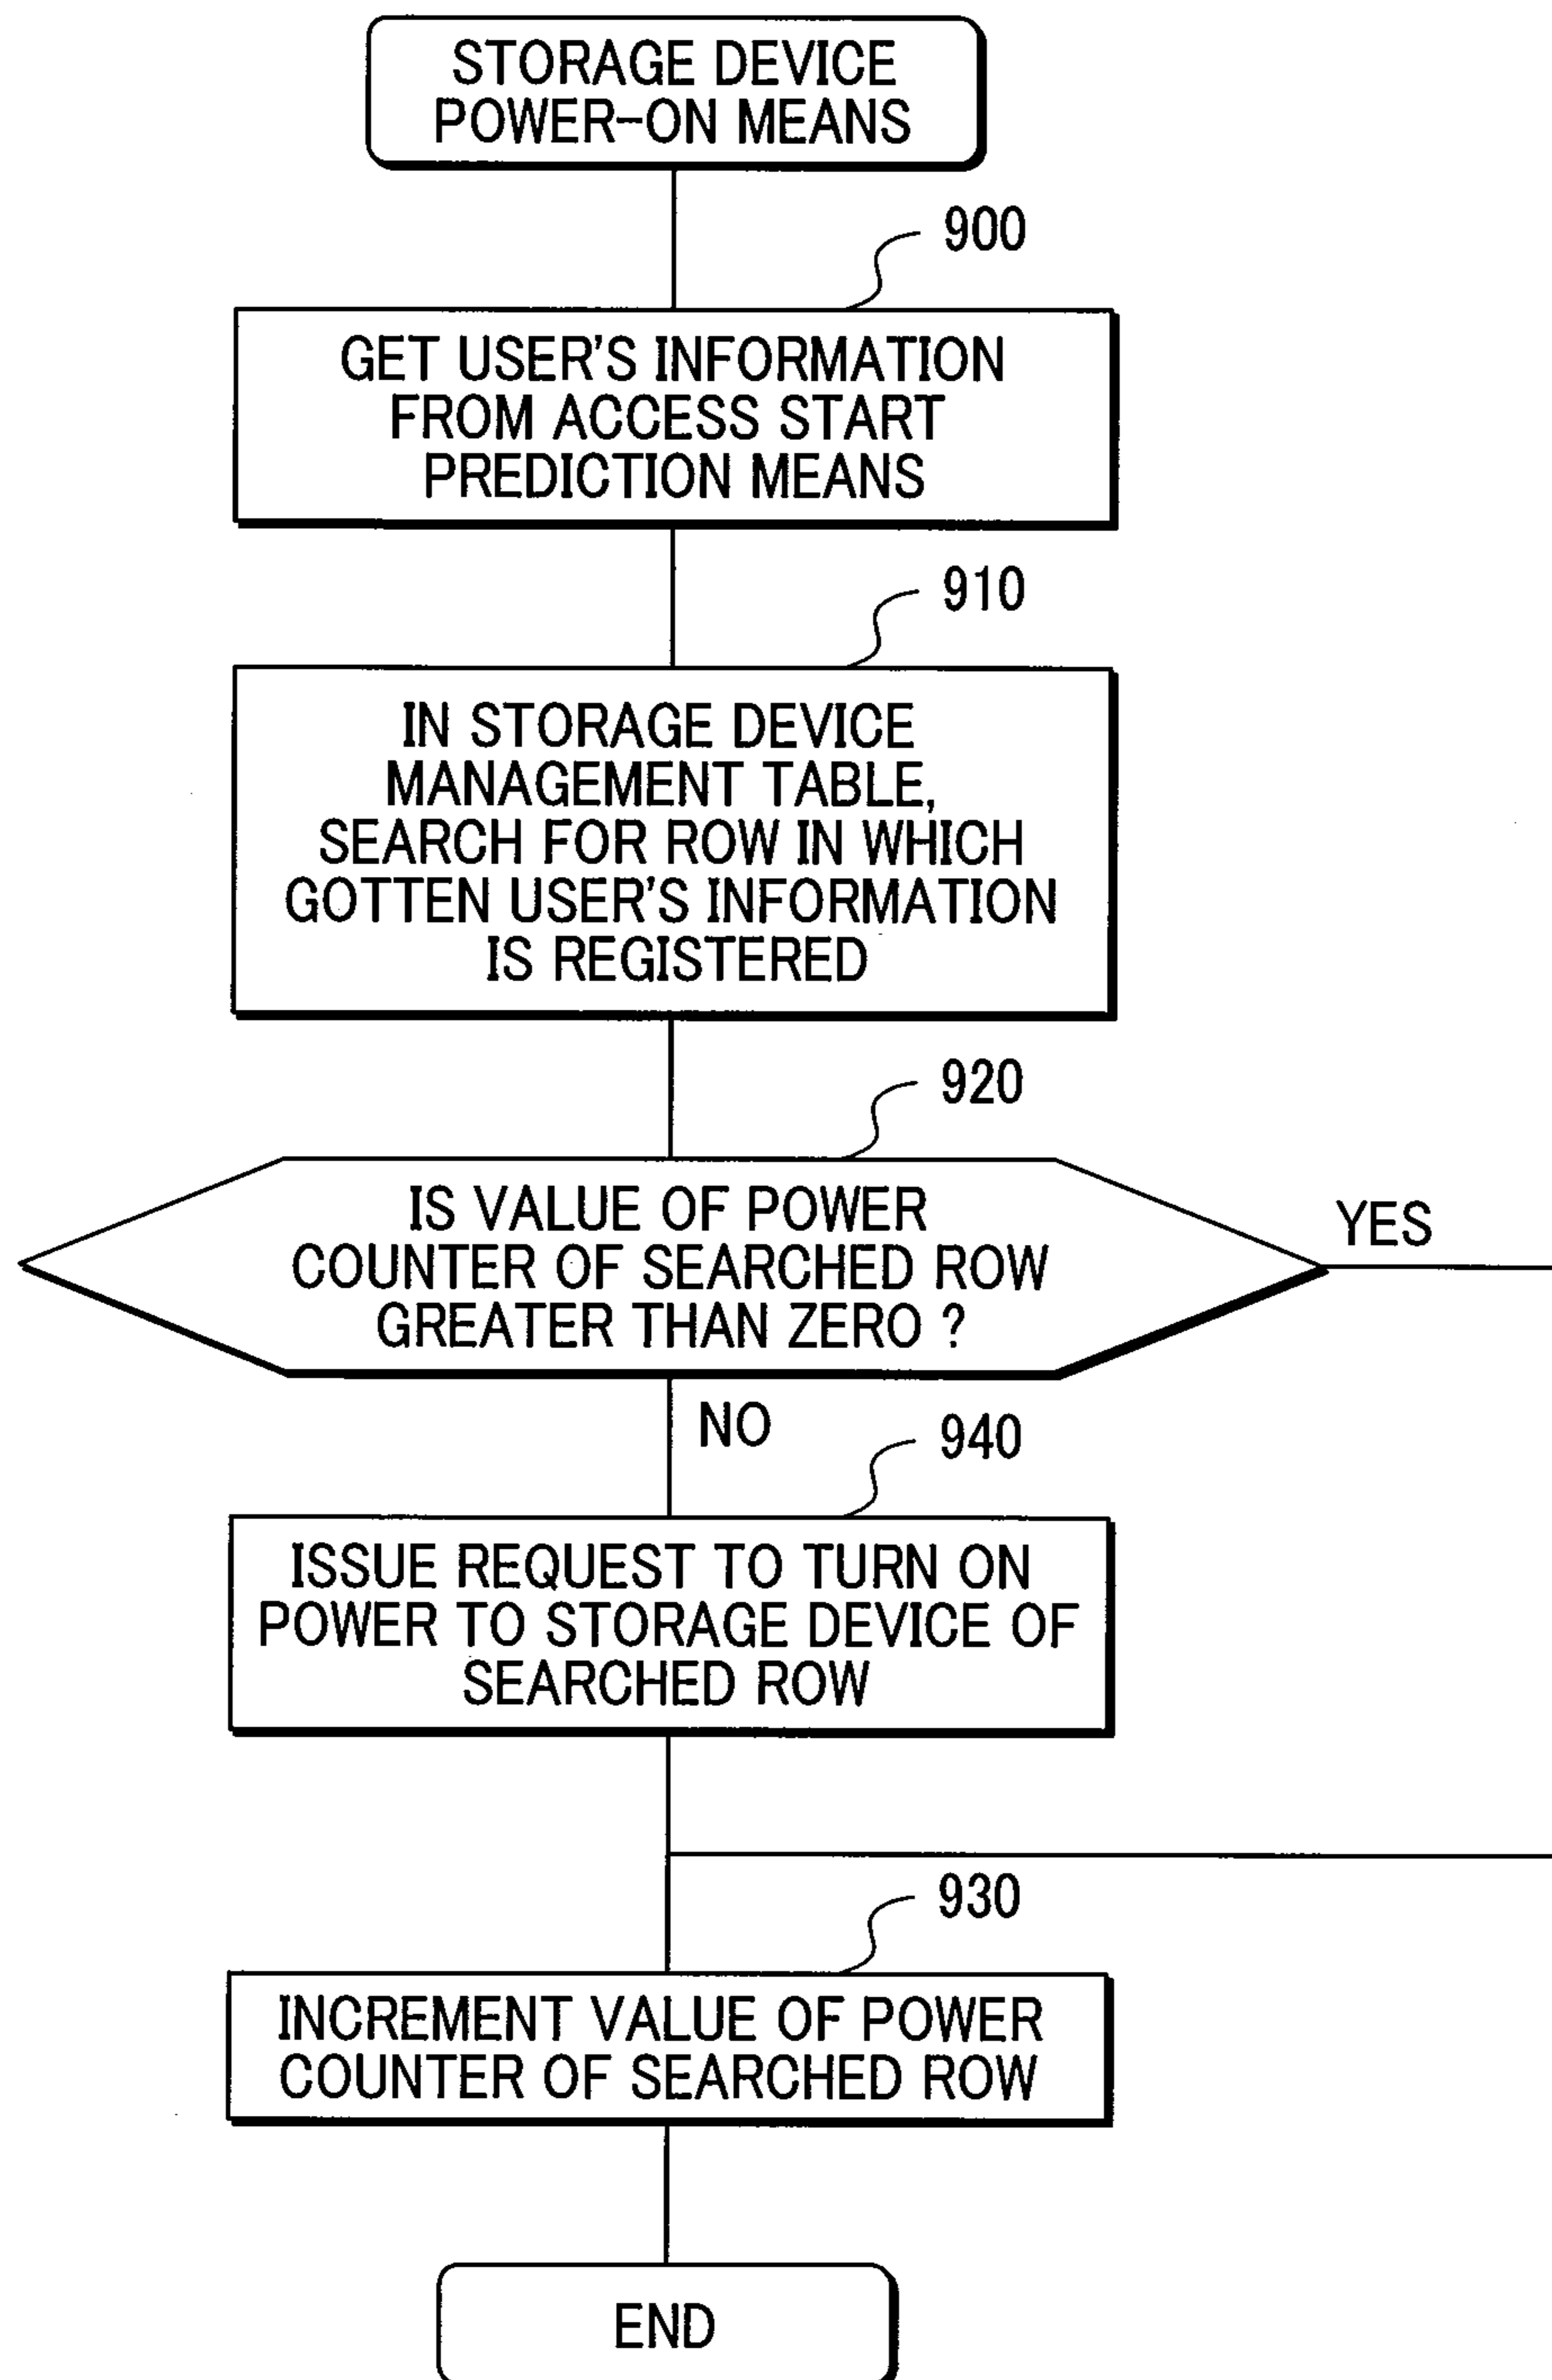 STORAGE DEVICE
POWER-ON MEANS
900
GET USER'S INFORMATION
FROM ACCESS START
PREDICTION MEANS
910
IN STORAGE DEVICE
MANAGEMENT TABLE,
SEARCH FOR ROW IN WHICH
GOTTEN USER'S INFORMATION
IS REGISTERED
920
IS VALUE OF POWER
COUNTER OF SEARCHED ROW
GREATER THAN ZERO ?
YES
NO
940
ISSUE REQUEST TO TURN ON
POWER TO STORAGE DEVICE OF
SEARCHED ROW
930
INCREMENT VALUE OF POWER
COUNTER OF SEARCHED ROW
END